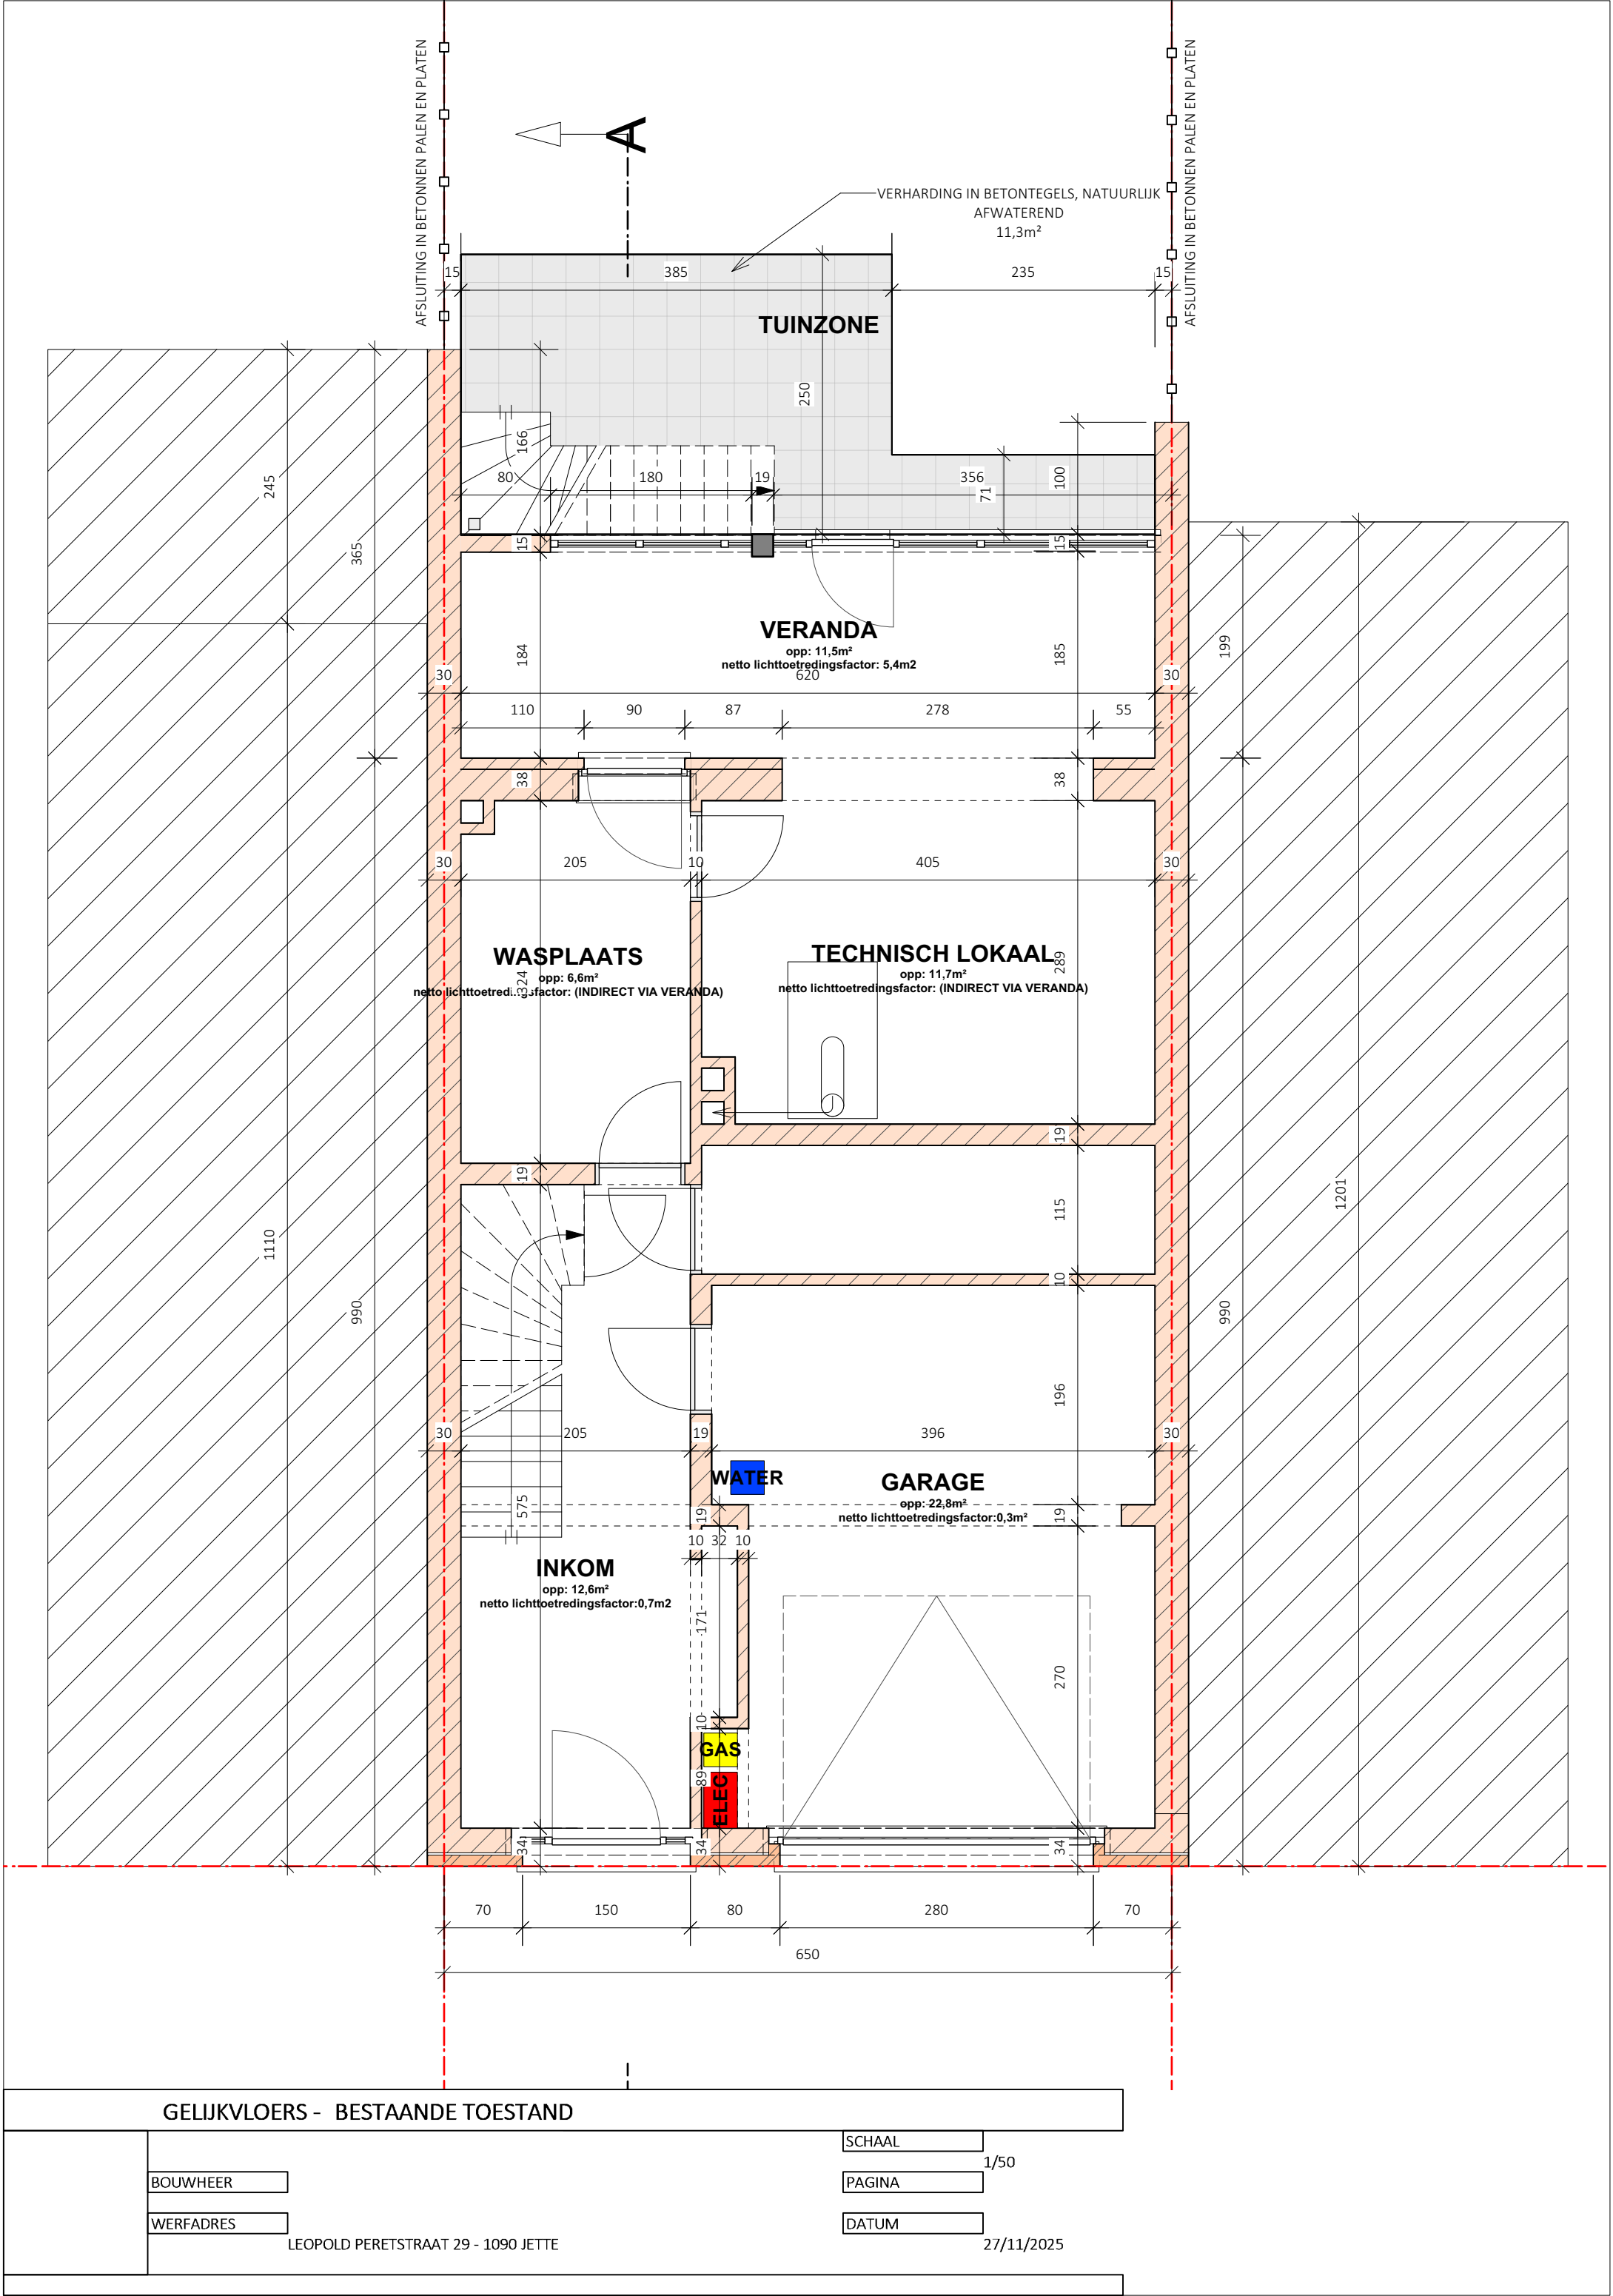 AFSLUITING IN BETONNEN PALEN EN PLATEN
AFSLUITING IN BETONNEN PALEN EN PLATEN
A
VERHARDING IN BETONTEGELS, NATUURLIJK
AFWATEREND
11,3m²
15
385
235
15
TUINZONE
250
166
80
180
19
356
71
100
245
365
15
15
VERANDA
opp: 11,5m²
netto lichttoetredingsfactor: 5,4m2
184
185
199
30
620
30
110
90
87
278
55
38
38
30
205
10
405
30
WASPLAATS
opp: 6,6m²
netto lichttoetredingsfactor: (INDIRECT VIA VERANDA)
324
TECHNISCH LOKAAL
opp: 11,7m²
netto lichttoetredingsfactor: (INDIRECT VIA VERANDA)
289
19
19
115
1201
1110
10
990
990
196
30
205
19
396
30
WATER
GARAGE
opp: 22,8m²
netto lichttoetredingsfactor:0,3m²
575
19
19
10
32
10
INKOM
opp: 12,6m²
netto lichttoetredingsfactor:0,7m2
171
270
10
GAS
89
ELEC
34
34
34
70
150
80
280
70
650
GELIJKVLOERS - BESTAANDE TOESTAND
SCHAAL
1/50
BOUWHEER
PAGINA
WERFADRES
DATUM
LEOPOLD PERETSTRAAT 29 - 1090 JETTE
27/11/2025